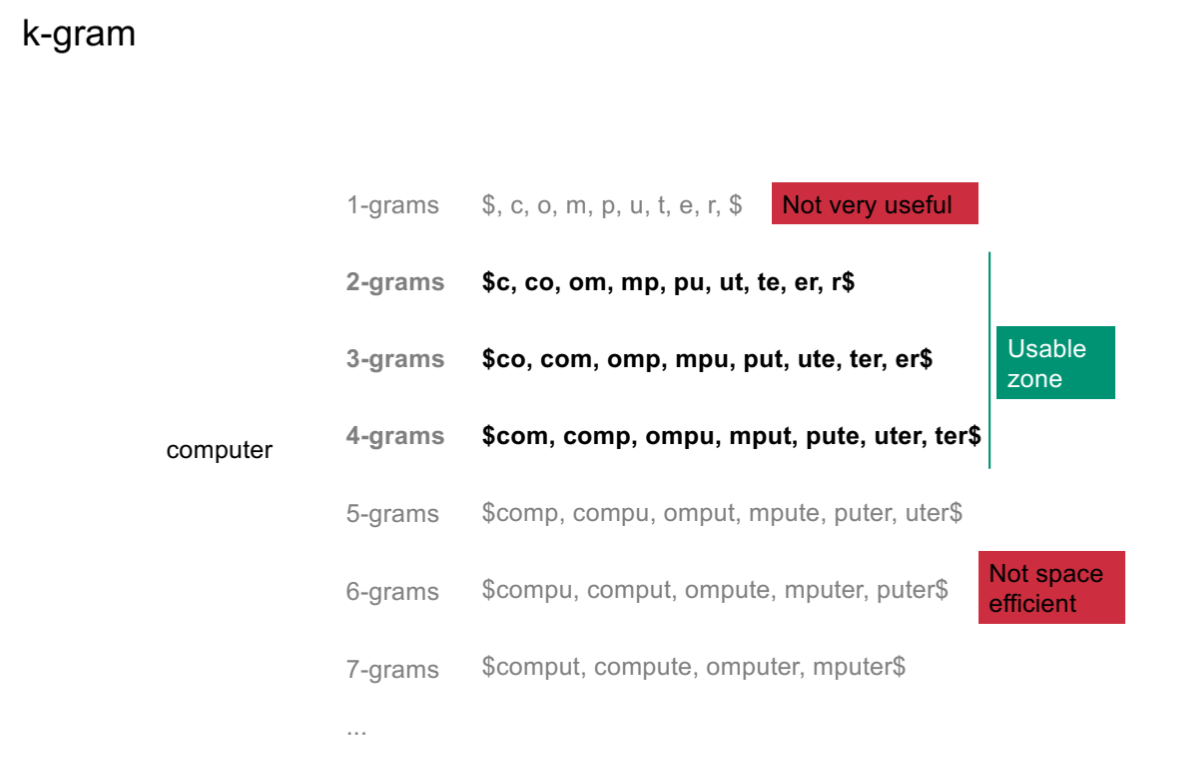 k-gram
1-grams $, c, o, m, p, u, t, e, r, $ Not very useful
2-grams $c, co, om, mp, pu, ut, te, er, r$
3-grams $co, com, omp, mpu, put, ute, ter, er$
Usable
zone
4-grams $com, comp, ompu, mput, pute, uter, ter$
computer
5-grams $comp, compu, omput, mpute, puter, uter$
6-grams $compu, comput, ompute, mputer, puter$
Not space
efficient
7-grams $comput, compute, omputer, mputer$
...